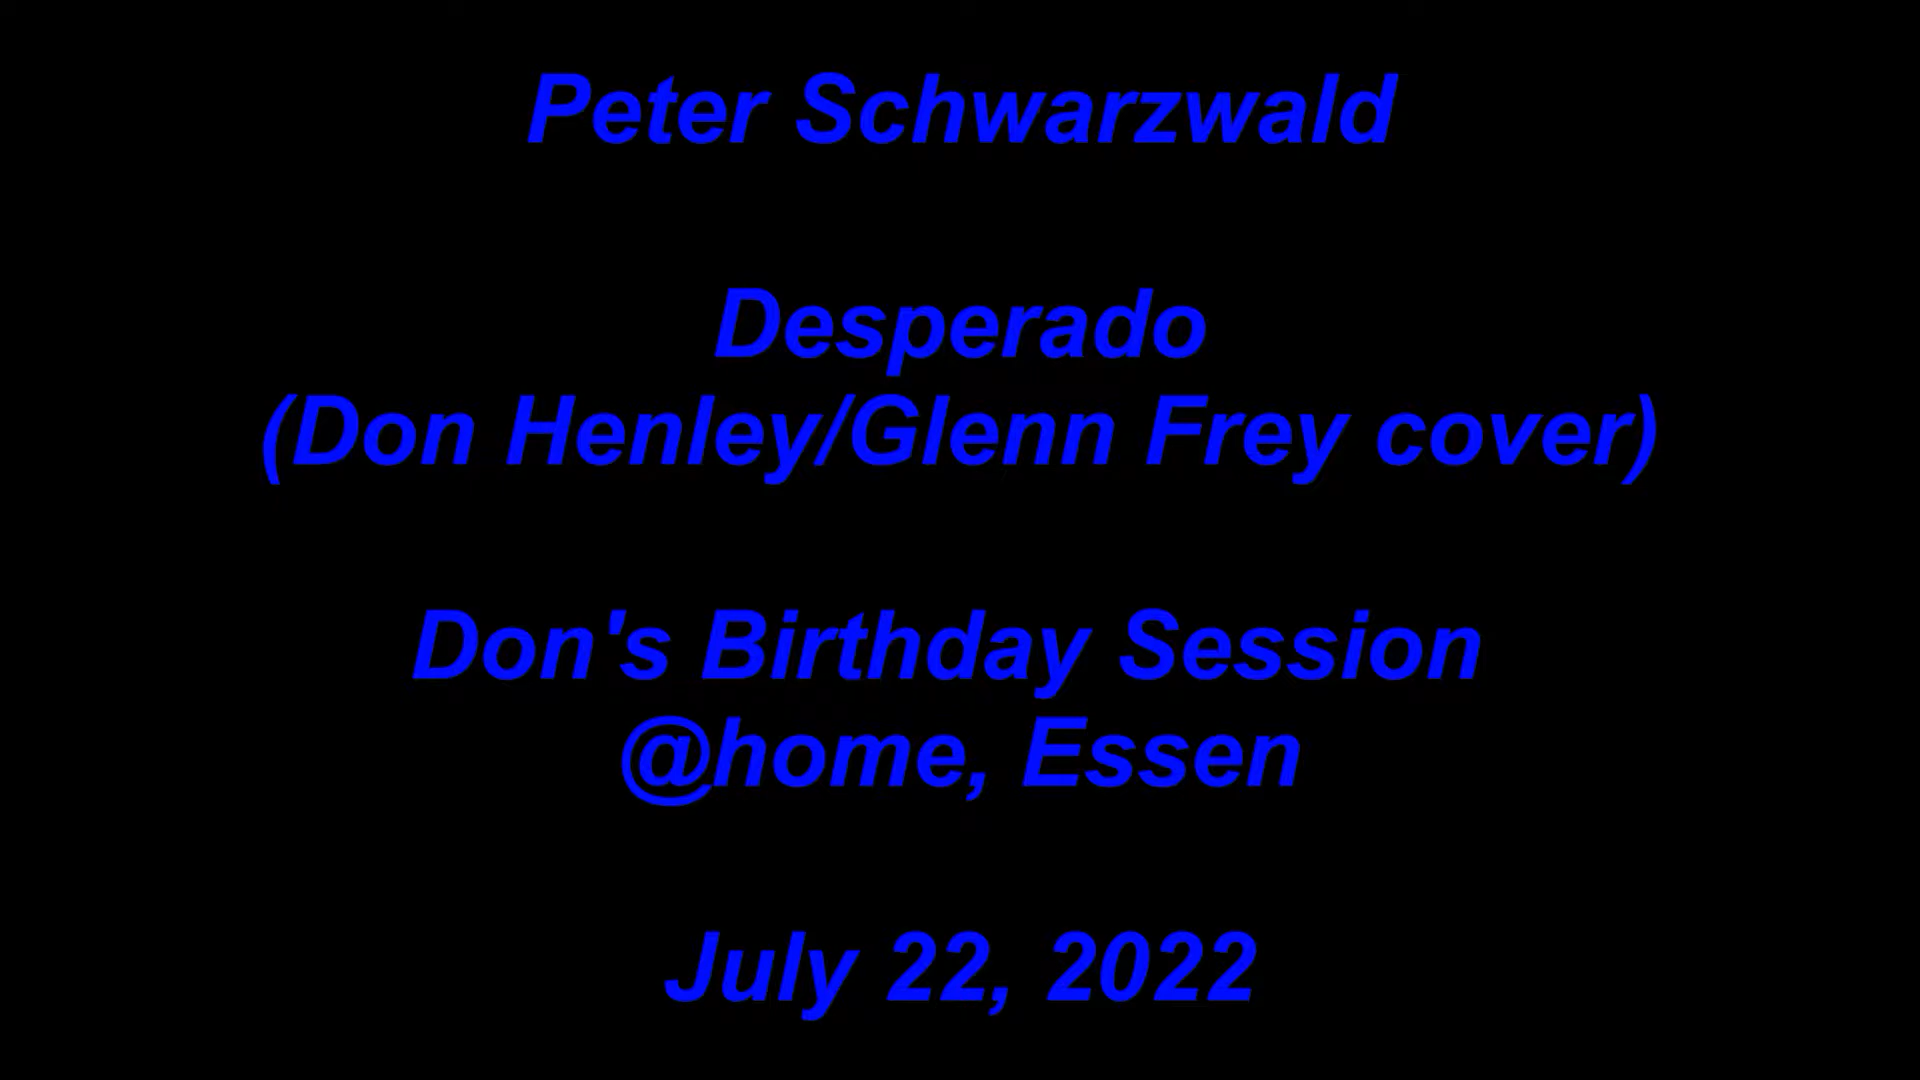 Peter Schwarzwald
Desperado
(Don Henley/Glenn Frey cover)
Don's Birthday Session
@home, Essen
July 22, 2022